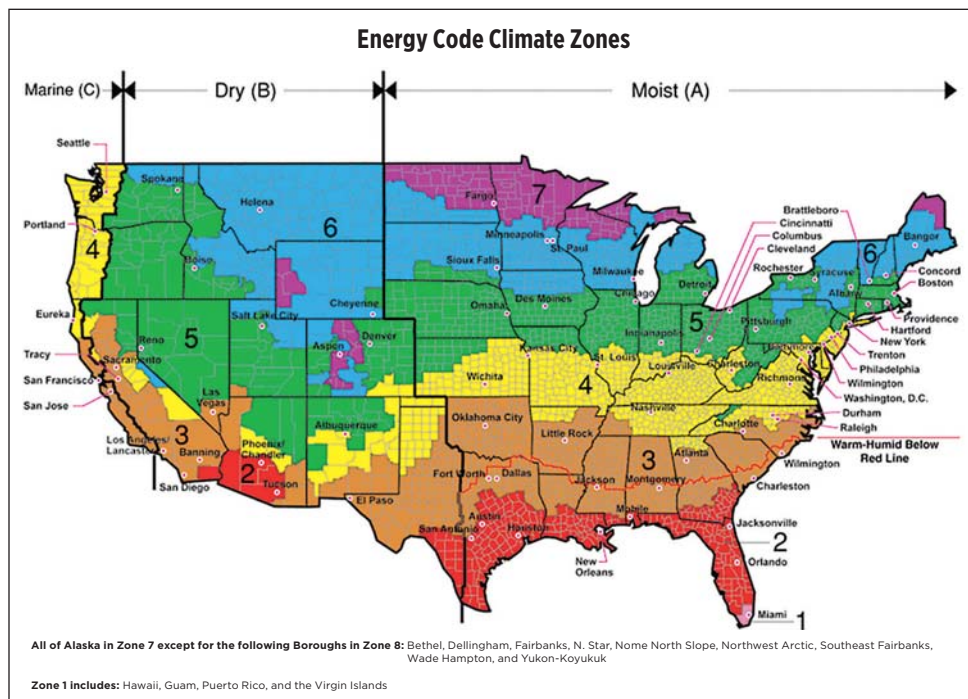 Energy Code Climate Zones
Marine (C)
Dry (B)
Moist (A)
Seattle
Spokane
Helena
Portland
4
Boise
6
Fargo
7
Minneapolis
St. Paul
Sioux Falls
Milwaukee
Brattleboro
Cincinnatti
Columbus
Cleveland
Rochester
Syracuse
6
Bangor
Albany
Concord
Boston
Providence
Hartford
New York
Trenton
Philadelphia
Wilmington
Washington, D.C.
Eureka
Reno
5
Salt Lake City
Cheyenne
Denver
Aspen
Omaha
Des Moines
Chicago
Detroit
Indianapolis
5
Pittsburgh
Baltimore
4
Tracy
Sacramento
San Francisco
San Jose
Las
Vegas
Kansas City
St. Louis
Wichita
4
Louisville
Charleston
Richmond
Nashville
Durham
Raleigh
Charlotte
Warm-Humid Below
Red Line
Los Angeles/
Lancaster
3
Banning
San Diego
Phoenix/
Chandler
2
Tucson
Albuquerque
El Paso
Oklahoma City
Little Rock
Fort Worth
Dallas
Jackson
3
Atlanta
Montgomery
Wilmington
Charleston
Mobile
Austin
San Antonio
Houston
New
Orleans
Jacksonville
2
Orlando
Miami
1
All of Alaska in Zone 7 except for the following Boroughs in Zone 8: Bethel, Dellingham, Fairbanks, N. Star, Nome North Slope, Northwest Arctic, Southeast Fairbanks,
Wade Hampton, and Yukon-Koyukuk
Zone 1 includes: Hawaii, Guam, Puerto Rico, and the Virgin Islands